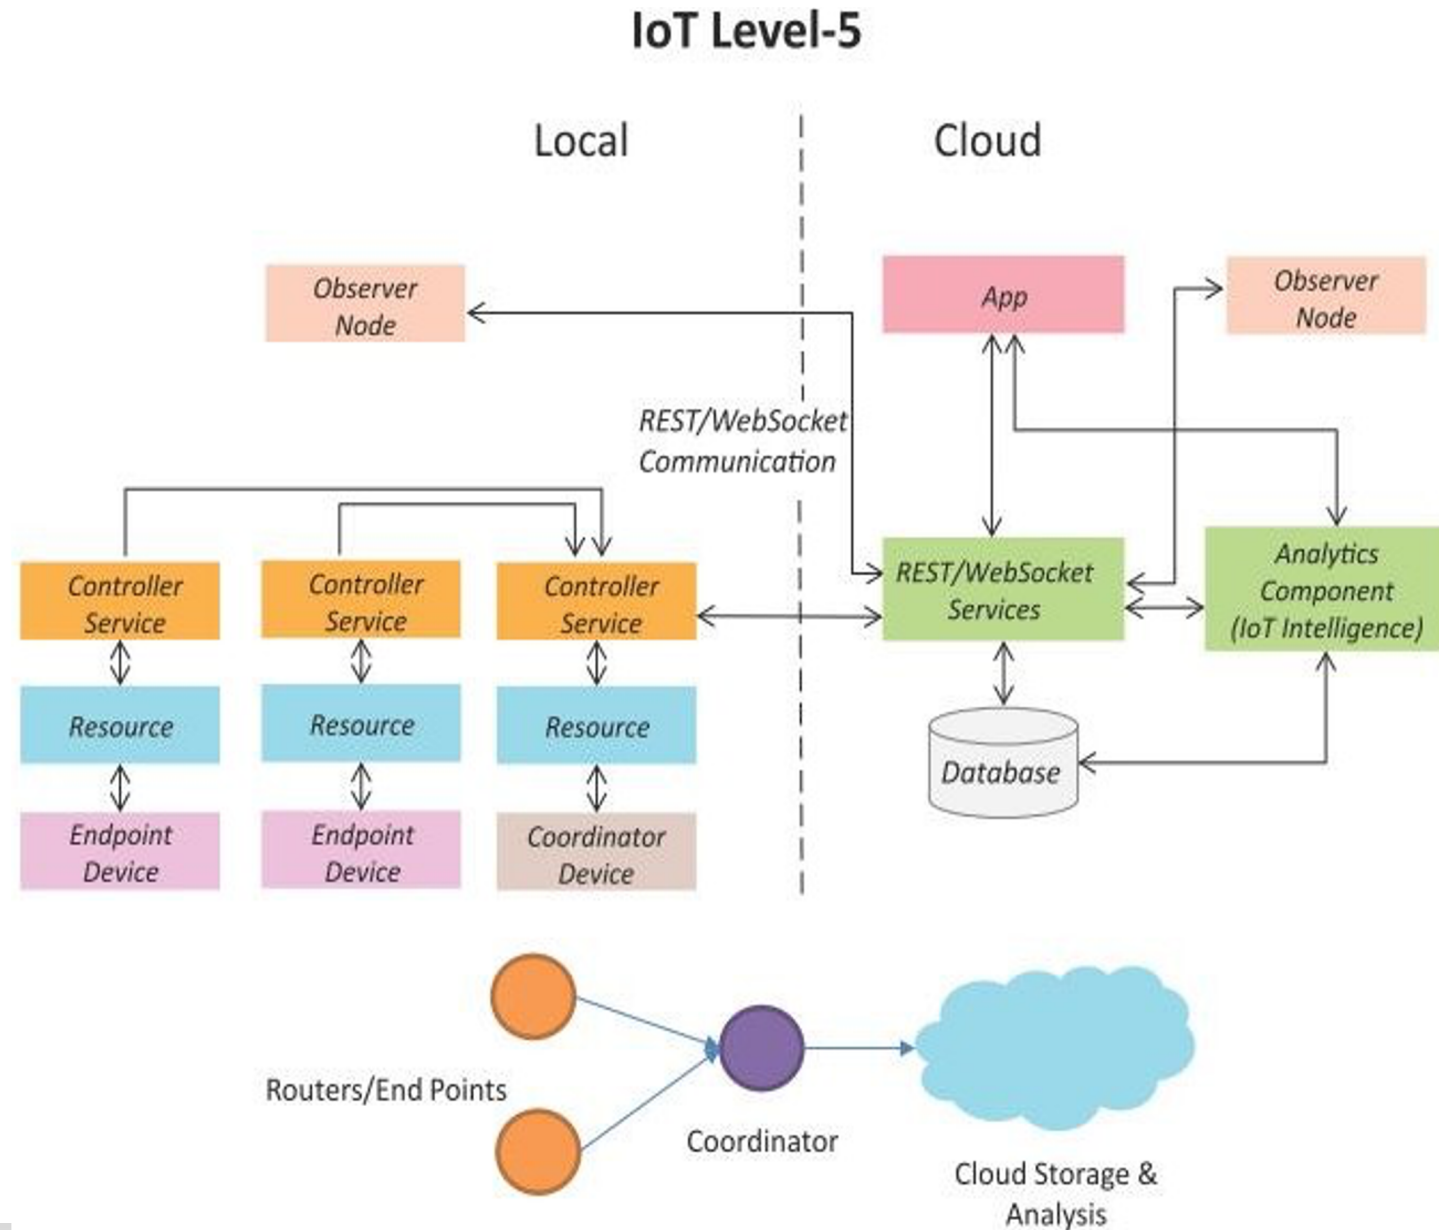 IoT Level-5
Local
Cloud
Observer
Node
App
Observer
Node
REST/WebSocket
Communication
Controller
Service
Controller
Service
Controller
Service
REST/WebSocket
Services
Analytics
Component
(IoT Intelligence)
Resource
Resource
Resource
Database
Endpoint
Device
Endpoint
Device
Coordinator
Device
Routers/End Points
Coordinator
Cloud Storage &
Analysis